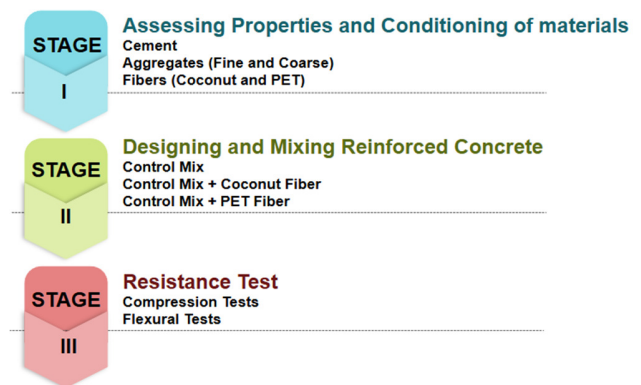 STAGE
I
Assessing Properties and Conditioning of materials
Cement
Aggregates (Fine and Coarse)
Fibers (Coconut and PET)
STAGE
II
Designing and Mixing Reinforced Concrete
Control Mix
Control Mix + Coconut Fiber
Control Mix + PET Fiber
STAGE
III
Resistance Test
Compression Tests
Flexural Tests